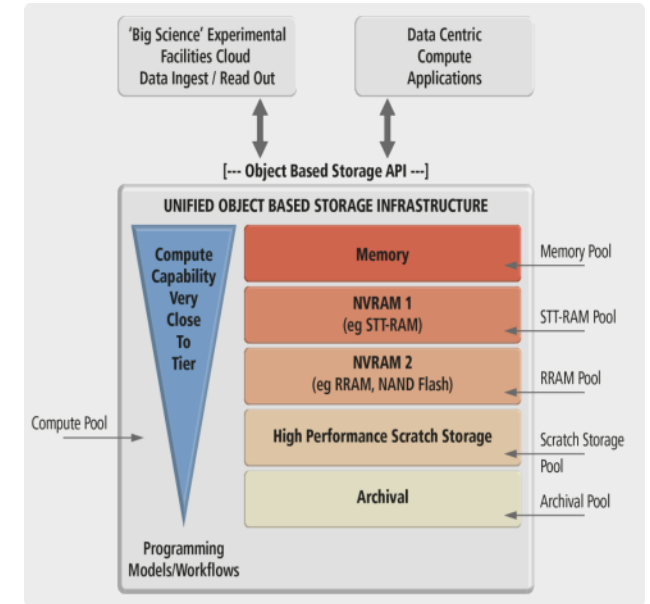 'Big Science' Experimental
Facilities Cloud
Data Ingest / Read Out
Data Centric
Compute
Applications
[--- Object Based Storage API ---]
UNIFIED OBJECT BASED STORAGE INFRASTRUCTURE
Compute
Capability
Very
Close
To
Tier
Memory
Memory Pool
NVRAM 1
(eg STT-RAM)
STT-RAM Pool
NVRAM 2
(eg RRAM, NAND Flash)
RRAM Pool
Compute Pool
High Performance Scratch Storage
Scratch Storage
Pool
Archival
Archival Pool
Programming
Models/Workflows